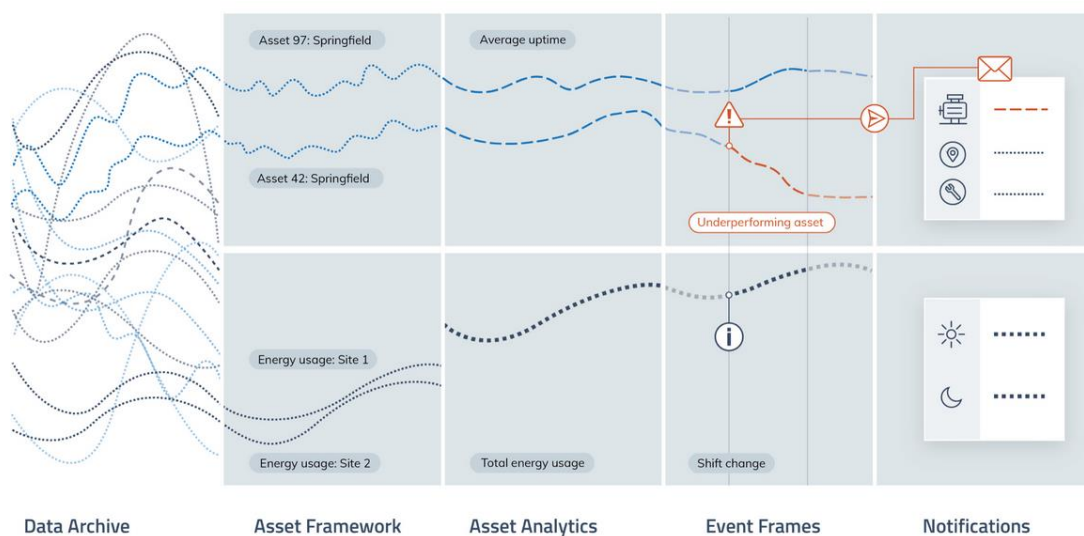 Asset 97: Springfield
Average uptime
Asset 42: Springfield
Underperforming asset
Energy usage: Site 1
Energy usage: Site 2
Total energy usage
Shift change
Data Archive
Asset Framework
Asset Analytics
Event Frames
Notifications